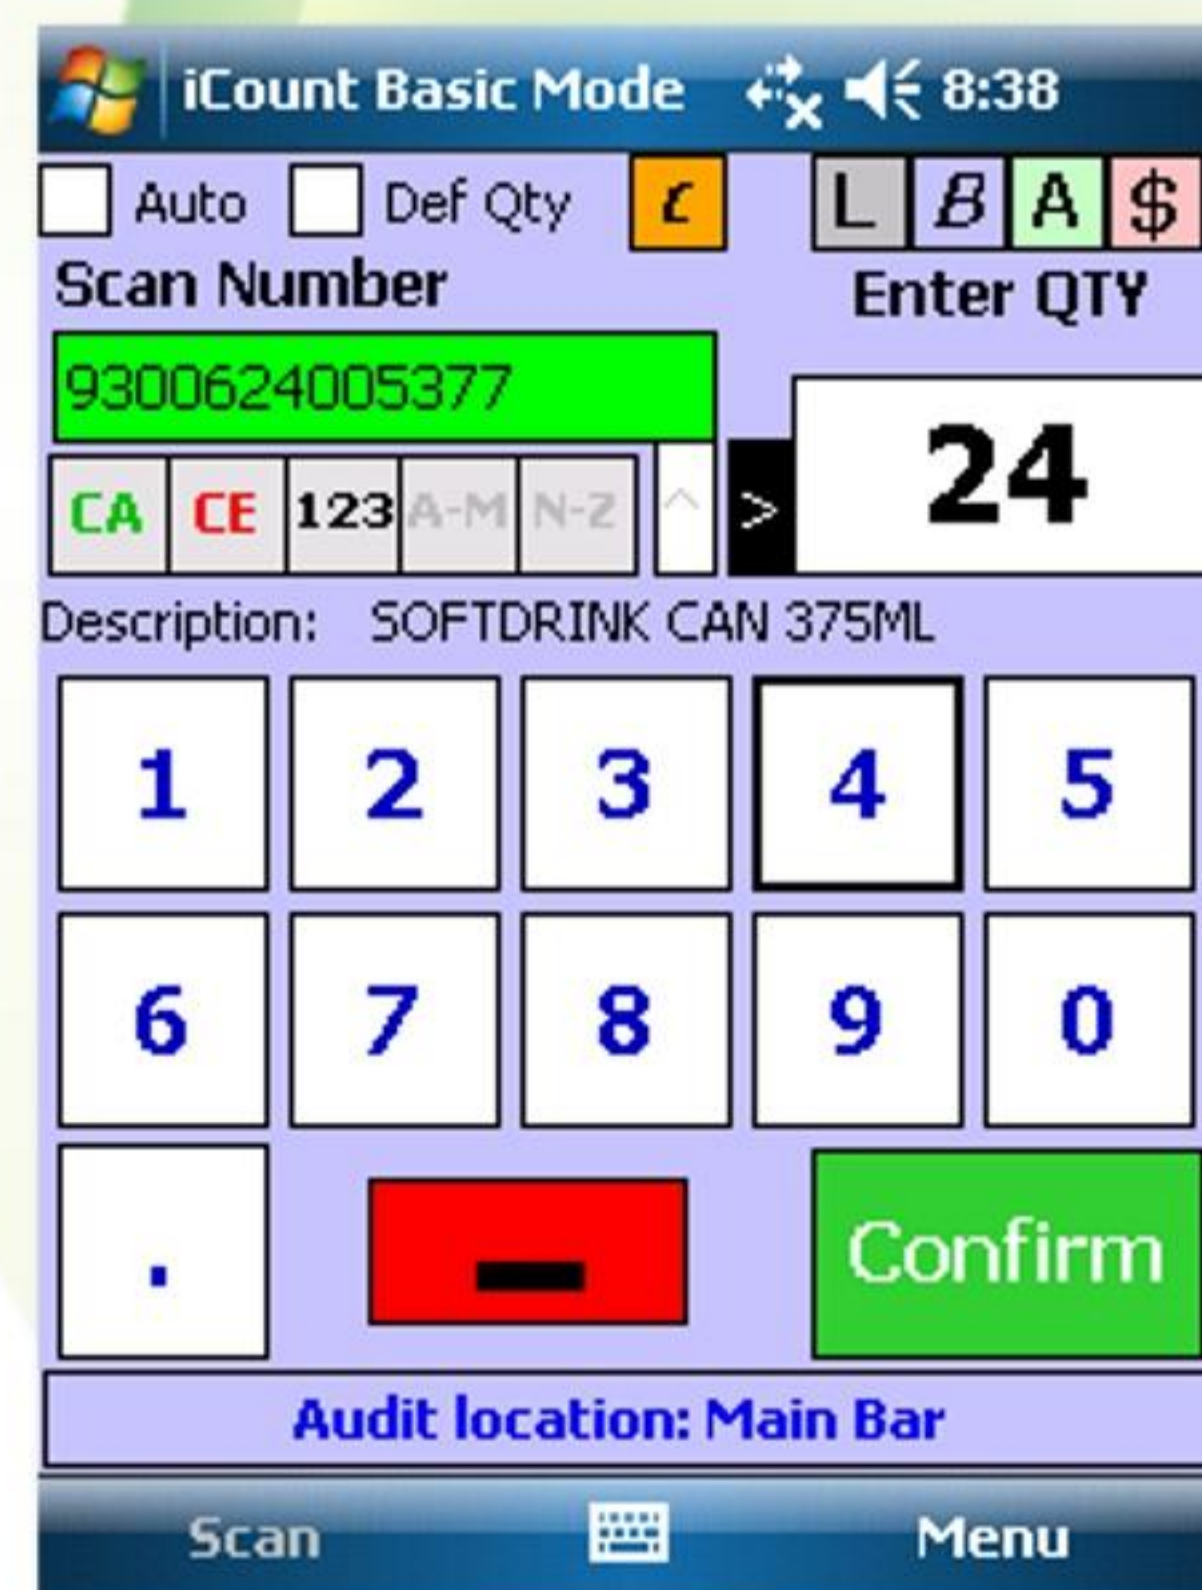 iCount Basic Mode 8:38
Auto Def Qty C L B A $
Scan Number Enter QTY
9300624005377
24
CA CE 123 A-M N-Z ^ >
Description: SOFTDRINK CAN 375ML
1 2 3 4 5
6 7 8 9 0
. -
Confirm
Audit location: Main Bar
Scan Menu